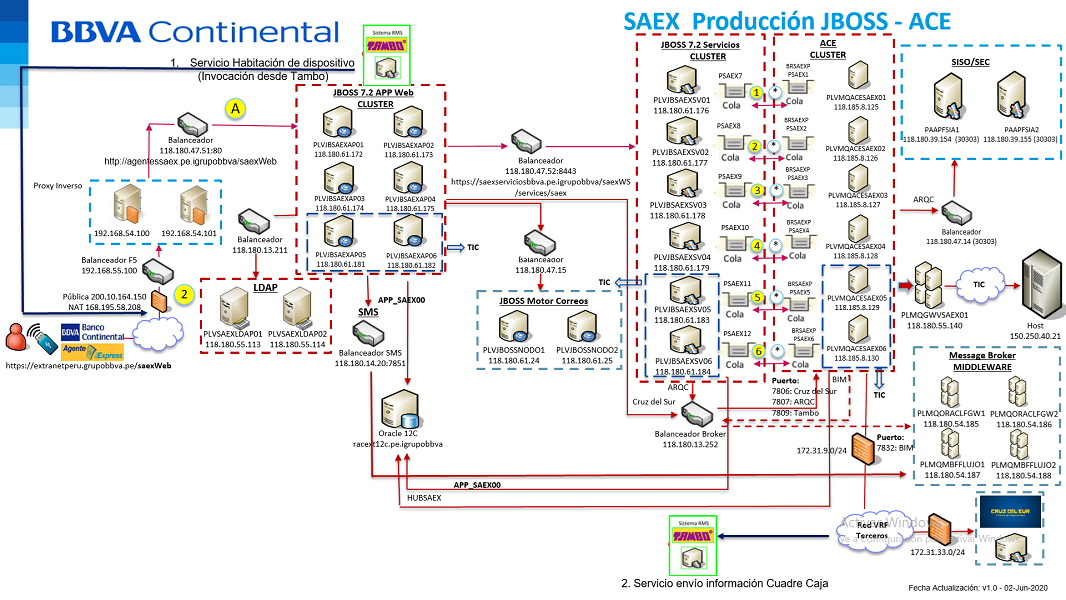 BBVA Continental
SAEX Producción JBOSS - ACE
Sistema RMS
TAMBO
1. Servicio Habitación de dispositivo
(Invocación desde Tambo)
A
Balanceador
118.180.47.51:80
http://agentessaex.pe.igrupobbva/saexWeb
Proxy Inverso
192.168.54.100
192.168.54.101
Balanceador F5
192.168.55.100
Pública 200.10.164.150
NAT 168.195.58.208
2
BBVA
Banco
Continental
Agente
Express
https://extranetperu.grupobbva.pe/saexWeb
Balanceador
118.180.13.211
LDAP
PLVSAEXLDAP01
118.180.55.113
PLVSAEXLDAP02
118.180.55.114
JBOSS 7.2 APP Web
CLUSTER
PLVJBSAEXAP01
118.180.61.172
PLVJBSAEXAP02
118.180.61.173
PLVJBSAEXAP03
118.180.61.174
PLVJBSAEXAP04
118.180.61.175
PLVJBSAEXAP05
118.180.61.181
PLVJBSAEXAP06
118.180.61.182
TIC
SMS
APP_SAEX00
Balanceador SMS
118.180.14.20:7851
Oracle 12C
racext12c.pe.igrupobbva
Balanceador
118.180.47.52:8443
https://saexserviciosbbva.pe.igrupobbva/saexWS
/services/saex
Balanceador
118.180.47.15
JBOSS Motor Correos
PLVJBOSSNODO1
118.180.61.24
PLVJBOSSNODO2
118.180.61.25
JBOSS 7.2 Servicios
CLUSTER
PLVJBSAEXSV01
118.180.61.176
PLVJBSAEXSV02
118.180.61.177
PLVJBSAEXSV03
118.180.61.178
PLVJBSAEXSV04
118.180.61.179
TIC
PLVJBSAEXSV05
118.180.61.183
PLVJBSAEXSV06
118.180.61.184
PSAEX7
Cola
PSAEX8
Cola
PSAEX9
Cola
PSAEX10
Cola
PSAEX11
Cola
PSAEX12
Cola
1 *
2 *
3 *
4 *
5 *
6 *
ACE
CLUSTER
BRSAEXP
PSAEX1
Cola
BRSAEXP
PSAEX2
Cola
BRSAEXP
PSAEX3
Cola
BRSAEXP
PSAEX4
Cola
BRSAEXP
PSAEX5
Cola
BRSAEXP
PSAEX6
Cola
PLVMQACESAEX01
118.185.8.125
PLVMQACESAEX02
118.185.8.126
PLVMQACESAEX03
118.185.8.127
PLVMQACESAEX04
118.185.8.128
PLVMQACESAEX05
118.185.8.129
PLVMQACESAEX06
118.185.8.130
SISO/SEC
PAAPFSIA1
118.180.39.154 (30303)
PAAPFSIA2
118.180.39.155 (30303)
ARQC
Balanceador
118.180.47.14 (30303)
PLMQGWVSAEX01
118.180.55.140
TIC
Host
150.250.40.21
ARQC
Cruz del Sur
Balanceador Broker
118.180.13.252
Puerto:
7806: Cruz del Sur
7807: ARQC
7809: Tambo
BIM
TIC
Message Broker
MIDDLEWARE
PLMQORACLFGW1
118.180.54.185
PLMQORACLFGW2
118.180.54.186
PLMQMBFFLUJO1
118.180.54.187
PLMQMBFFLUJO2
118.180.54.188
172.31.9.0/24
Puerto:
7832: BIM
APP_SAEX00
HUBSAEX
Activar Windows
Ve a Configuración para activar Windows.
Red VRF
Terceros
172.31.33.0/24
CRUZ DEL SUR
Sistema RMS
TAMBO
2. Servicio envío información Cuadre Caja
Fecha Actualización: v1.0 - 02-Jun-2020